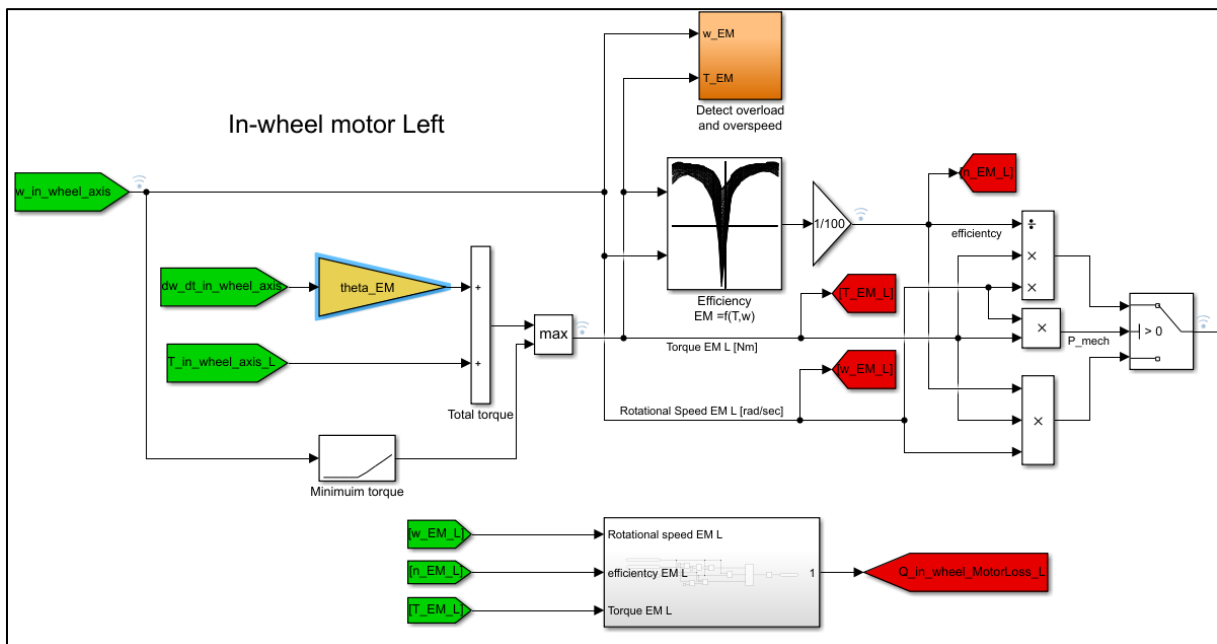 w_EM
T_EM
Detect overload
and overspeed
In-wheel motor Left
[n_EM_L]
w_in_wheel_axis
1/100
efficientcy
÷
×
×
dw_dt_in_wheel_axis
theta_EM
+
Efficiency
EM =f(T,w)
[T_EM_L]
max
Torque EM L [Nm]
×
P_mech
> 0
T_in_wheel_axis_L
+
Total torque
[w_EM_L]
Rotational Speed EM L [rad/sec]
×
Minimuim torque
[w_EM_L]
Rotational speed EM L
[n_EM_L]
efficientcy EM L
1
Q_in_wheel_MotorLoss_L
[T_EM_L]
Torque EM L